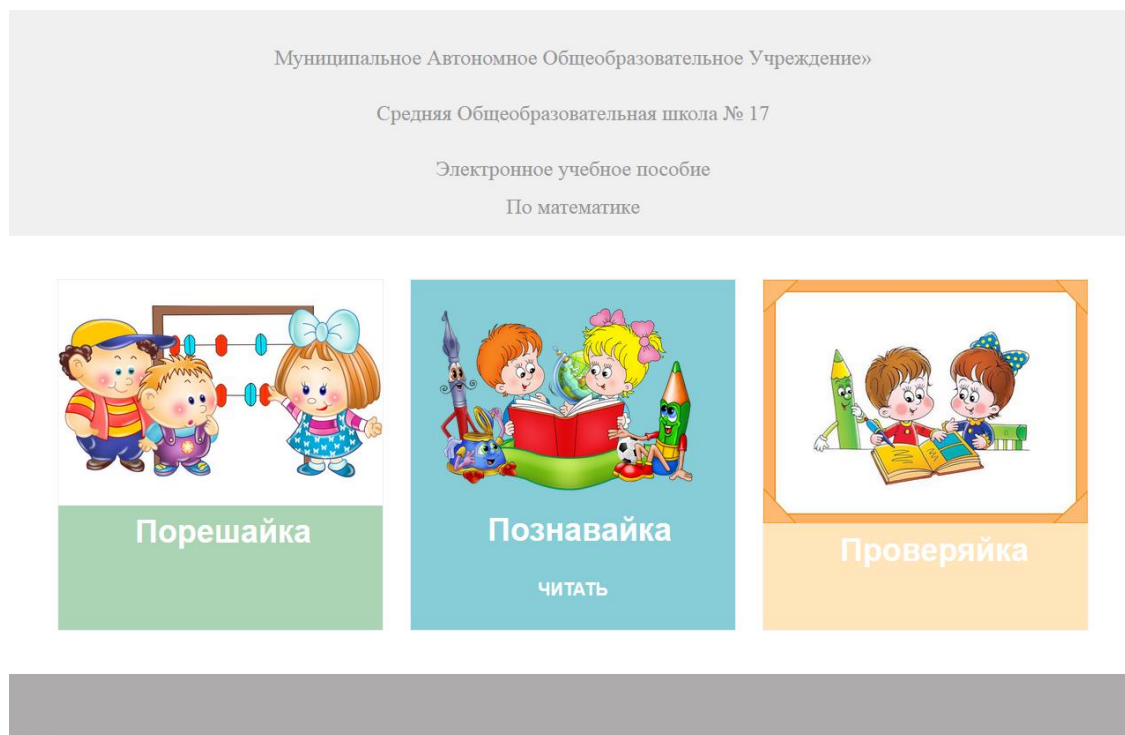 Муниципальное Автономное Общеобразовательное Учреждение»
Средняя Общеобразовательная школа № 17
Электронное учебное пособие
По математике
Порешайка
Познавайка
ЧИТАТЬ
Проверяйка